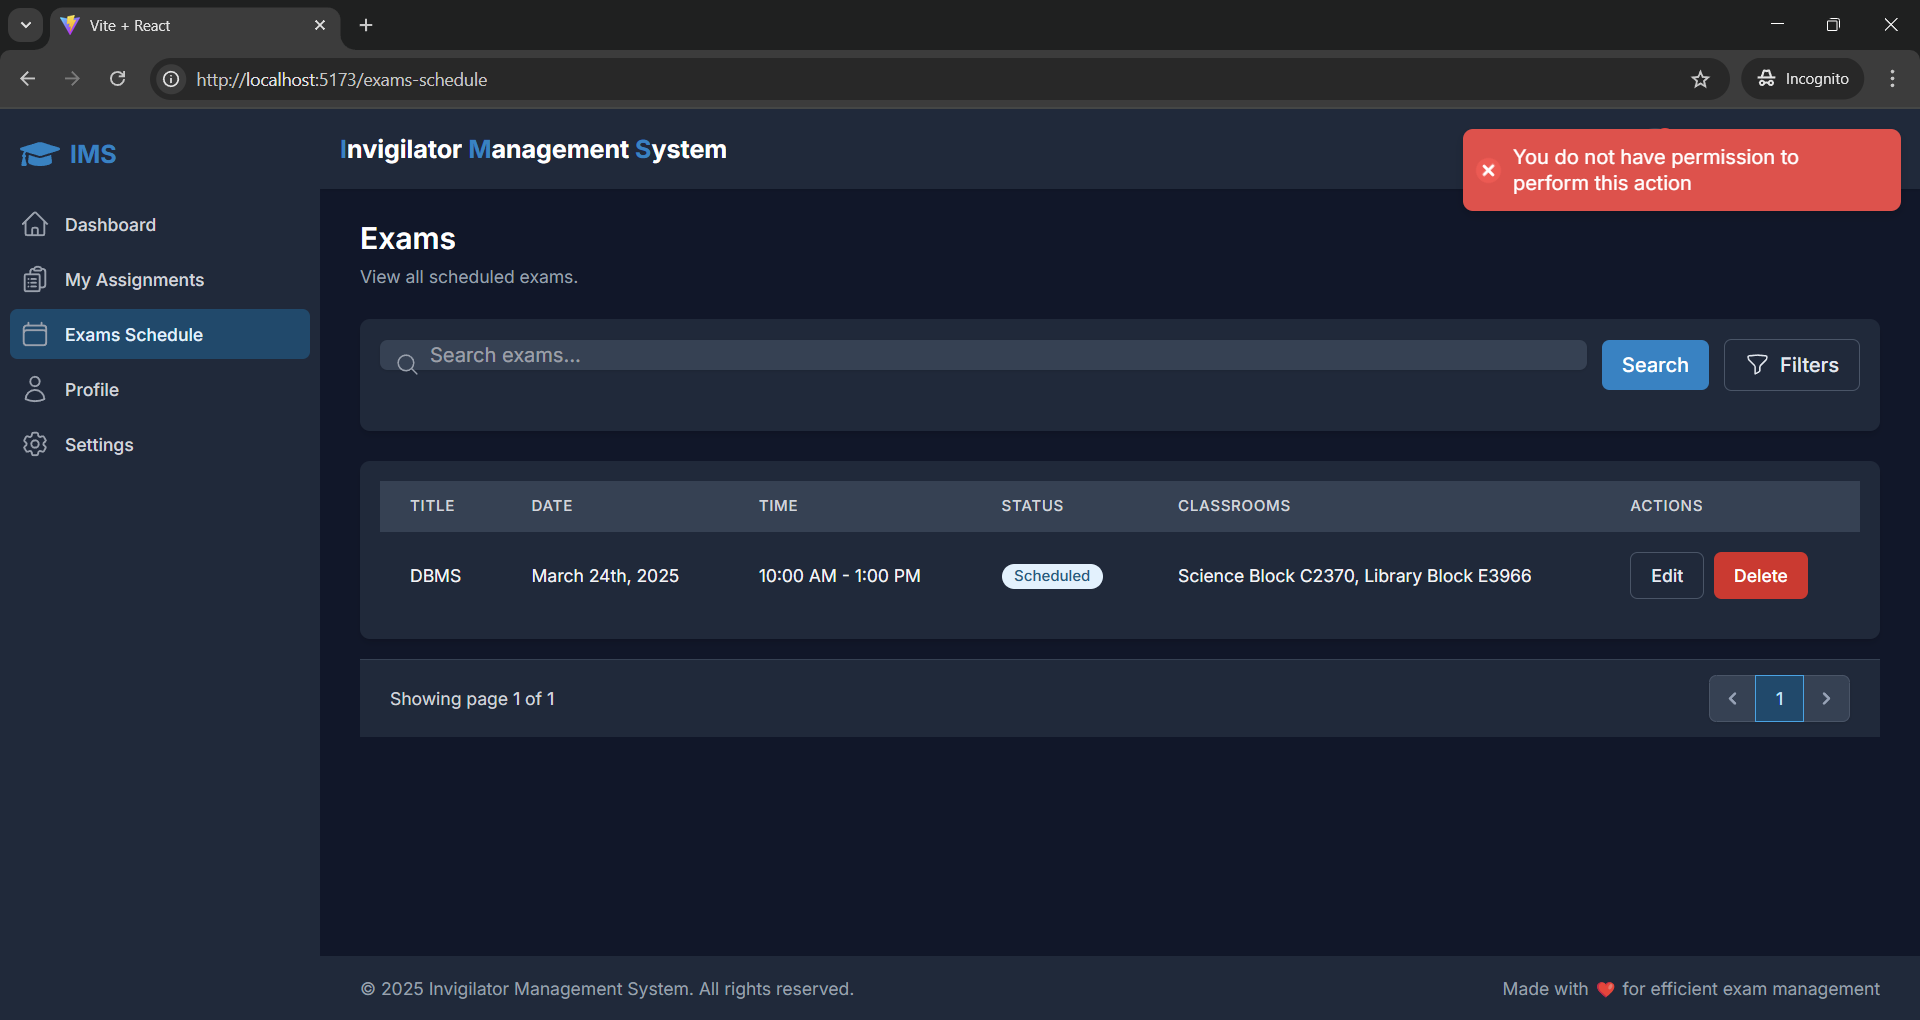 Vite + React
http://localhost:5173/exams-schedule
Incognito
IMS
Invigilator Management System
You do not have permission to
perform this action
Dashboard
My Assignments
Exams Schedule
Profile
Settings
Exams
View all scheduled exams.
Search exams...
Search
Filters
TITLE DATE TIME STATUS CLASSROOMS ACTIONS
DBMS March 24th, 2025 10:00 AM - 1:00 PM Scheduled Science Block C2370, Library Block E3966 Edit Delete
Showing page 1 of 1
1
© 2025 Invigilator Management System. All rights reserved.
Made with ❤️ for efficient exam management